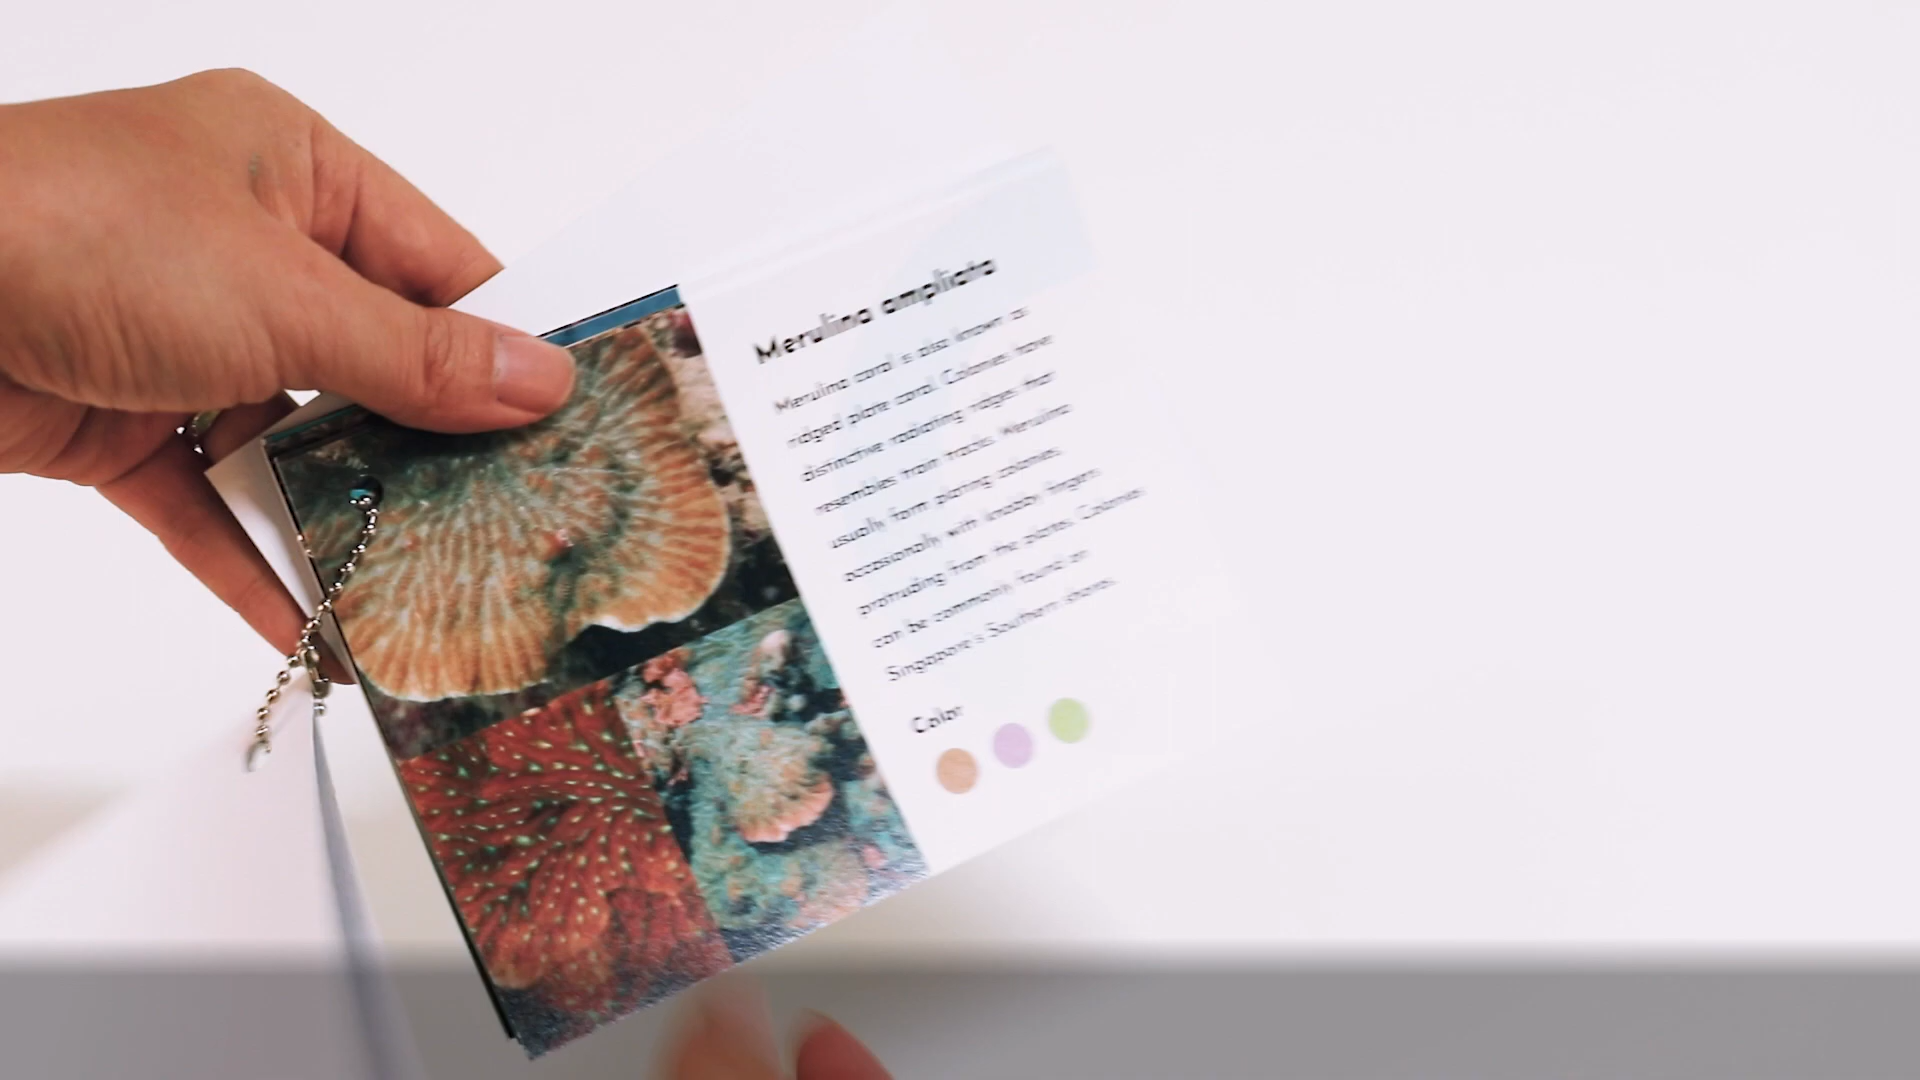 Merulina ampliata
Merulina coral is also known as
ridged plate coral. Colonies have
distinctive radiating ridges that
resembles train tracks. Merulina
usually form plating colonies,
occasionally with knobby fingers
protruding from the plates. Colonies
can be commonly found on
Singapore's Southern shores.
Color